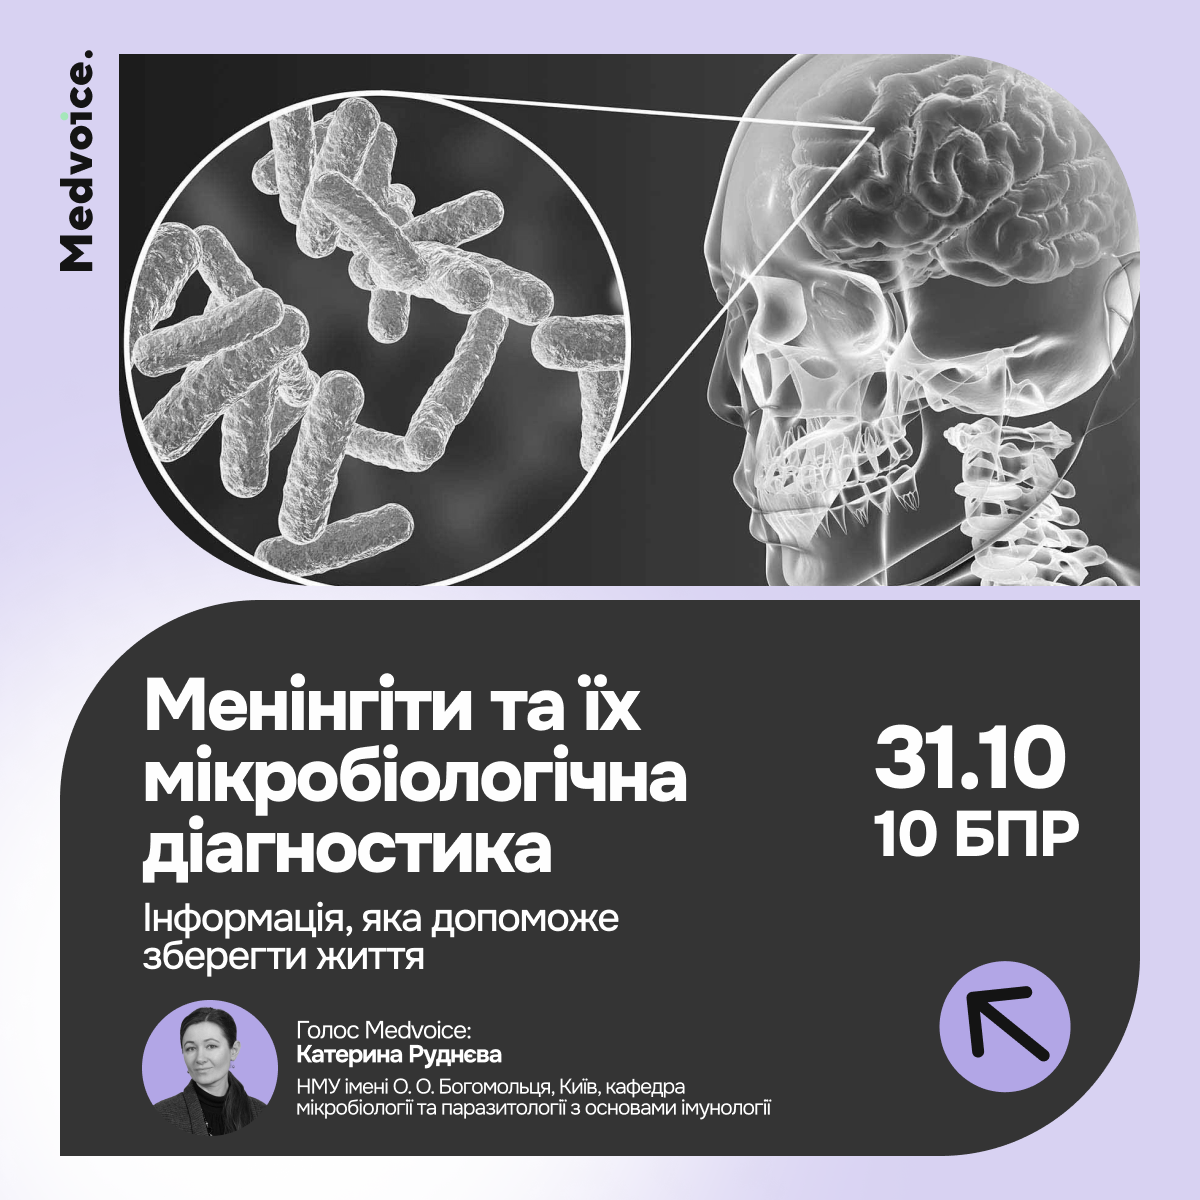 Medvoice.
Менінгіти та їх
мікробіологічна
діагностика
31.10
10 БПР
Інформація, яка допоможе
зберегти життя
Голос Medvoice:
Катерина Руднєва
НМУ імені О. О. Богомольця, Київ, кафедра
мікробіології та паразитології з основами імунології